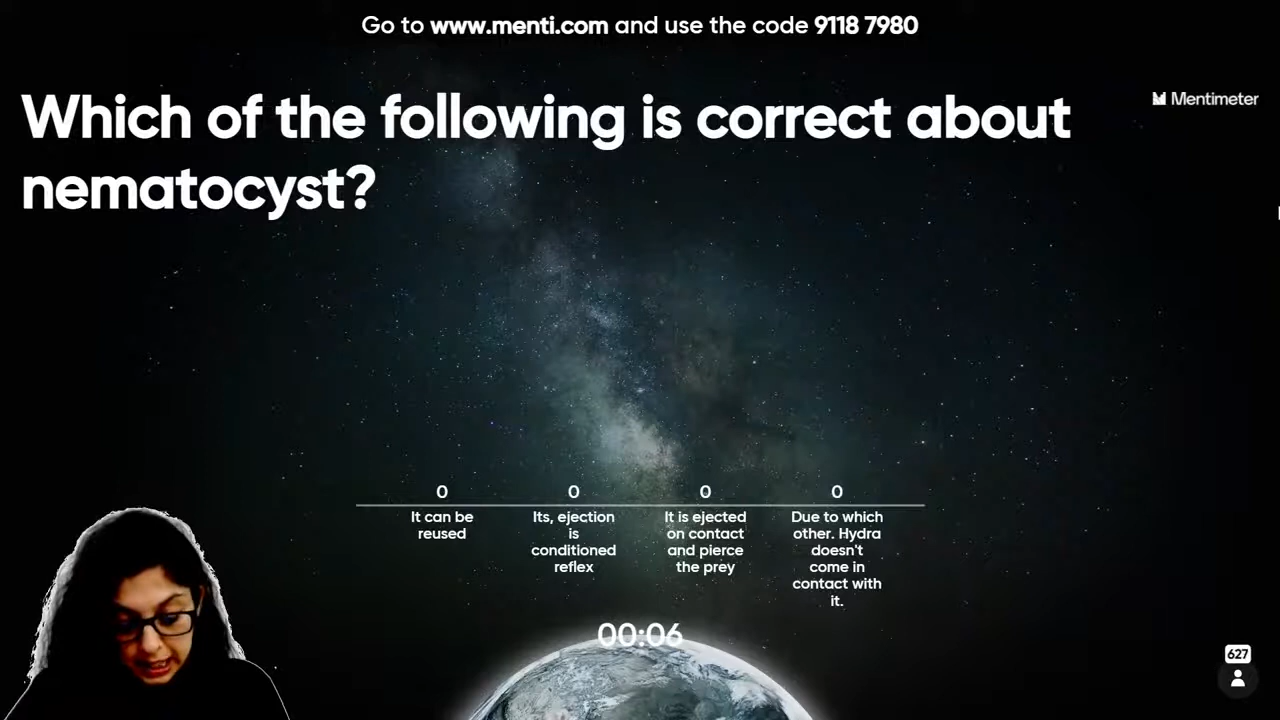 Go to www.menti.com and use the code 9118 7980
Mentimeter
Which of the following is correct about
nematocyst?
0
It can be
reused
0
Its, ejection
is
conditioned
reflex
0
It is ejected
on contact
and pierce
the prey
0
Due to which
other. Hydra
doesn't
come in
contact with
it.
00:06
627